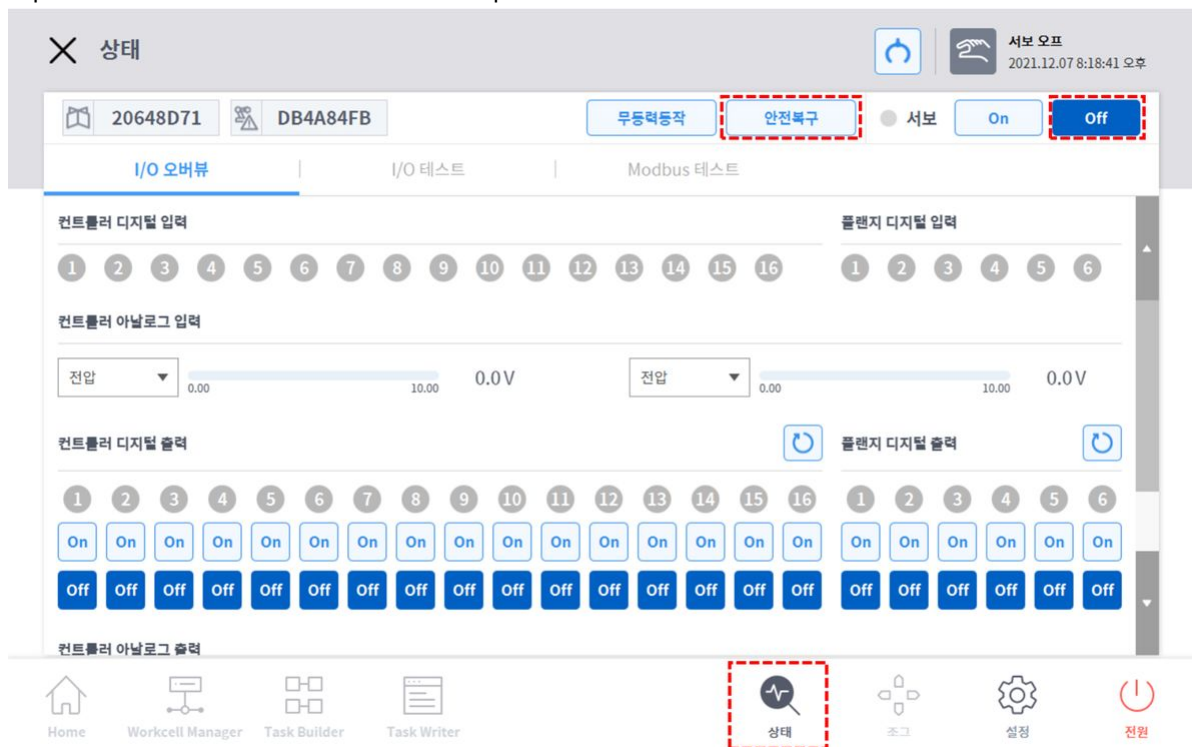 상태
서보 오프
2021.12.07 8:18:41 오후
20648D71 DB4A84FB 무동력동작 안전복구 서보 On Off
I/O 오버뷰 I/O 테스트 Modbus 테스트
컨트롤러 디지털 입력 플랜지 디지털 입력
1 2 3 4 5 6 7 8 9 10 11 12 13 14 15 16 1 2 3 4 5 6
컨트롤러 아날로그 입력
전압 0.00 10.00 0.0 V 전압 0.00 10.00 0.0 V
컨트롤러 디지털 출력 플랜지 디지털 출력
1 2 3 4 5 6 7 8 9 10 11 12 13 14 15 16 1 2 3 4 5 6
On On On On On On On On On On On On On On On On On On On On On On
Off Off Off Off Off Off Off Off Off Off Off Off Off Off Off Off Off Off Off Off Off Off
컨트롤러 아날로그 출력
Home Workcell Manager Task Builder Task Writer 상태 조그 설정 전원